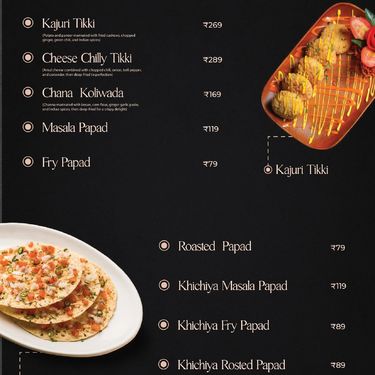 Kajuri Tikki ₹269
(Potato and paneer marinated with fried cashews, chopped
ginger, green chili, and Indian spices)
Cheese Chilly Tikki ₹289
(Amul cheese combined with chopped chilli, onion, bell pepper,
and coriander, then deep fried to perfection)
Chana Koliwada ₹169
(Chana marinated with besan, corn flour, ginger garlic paste,
and Indian spices, then deep fried for a crispy delight)
Masala Papad ₹119
Fry Papad ₹79
Kajuri Tikki
Roasted Papad ₹79
Khichiya Masala Papad ₹119
Khichiya Fry Papad ₹89
Khichiya Rosted Papad ₹89